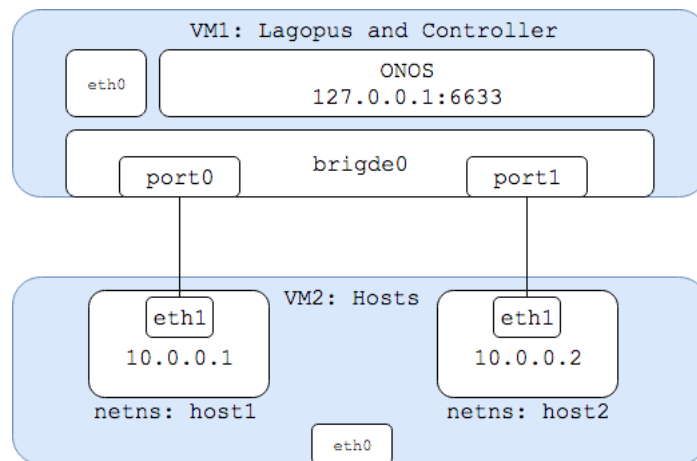 VM1: Lagopus and Controller
eth0
ONOS
127.0.0.1:6633
brigde0
port0
port1
VM2: Hosts
eth1
eth1
10.0.0.1
10.0.0.2
netns: host1
netns: host2
eth0